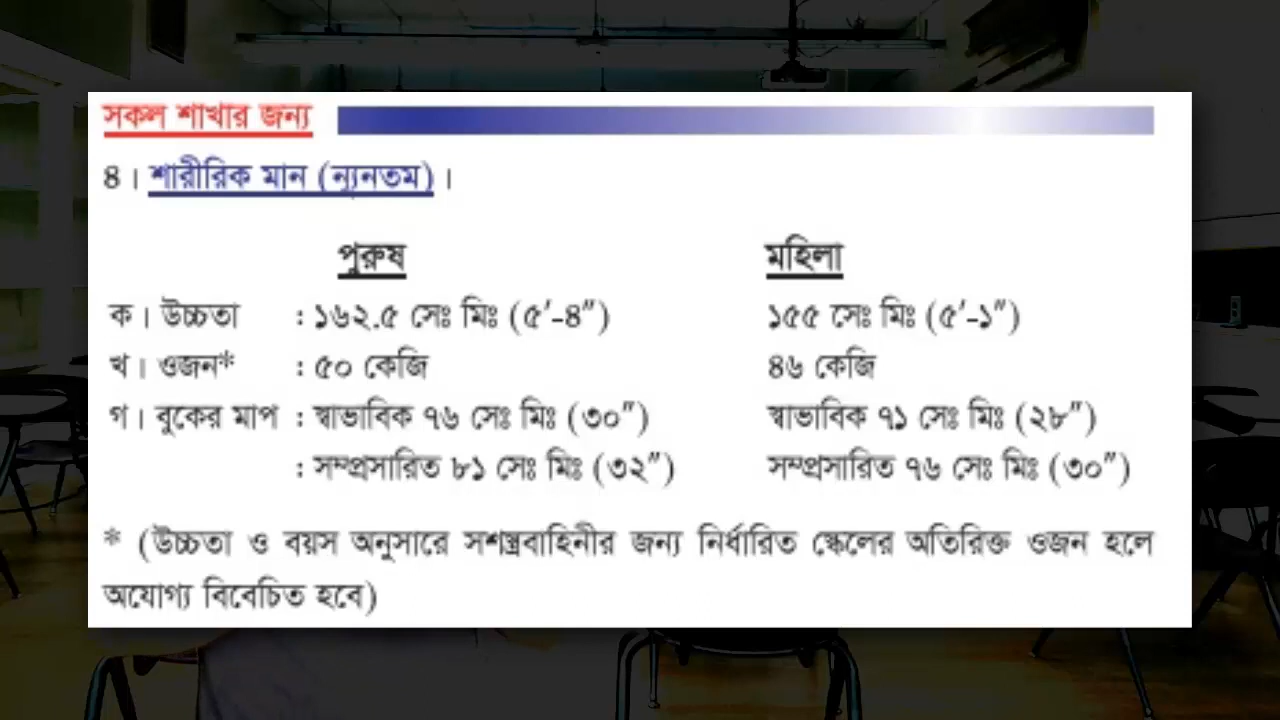 সকল শাখার জন্য
৪। শারীরিক মান (ন্যূনতম)।
পুরুষ মহিলা
ক। উচ্চতা : ১৬২.৫ সেঃ মিঃ (৫′-৪″) ১৫৫ সেঃ মিঃ (৫′-১″)
খ। ওজন* : ৫০ কেজি ৪৬ কেজি
গ। বুকের মাপ : স্বাভাবিক ৭৬ সেঃ মিঃ (৩০″) স্বাভাবিক ৭১ সেঃ মিঃ (২৮″)
: সম্প্রসারিত ৮১ সেঃ মিঃ (৩২″) সম্প্রসারিত ৭৬ সেঃ মিঃ (৩০″)
* (উচ্চতা ও বয়স অনুসারে সশস্ত্রবাহিনীর জন্য নির্ধারিত স্কেলের অতিরিক্ত ওজন হলে
অযোগ্য বিবেচিত হবে)